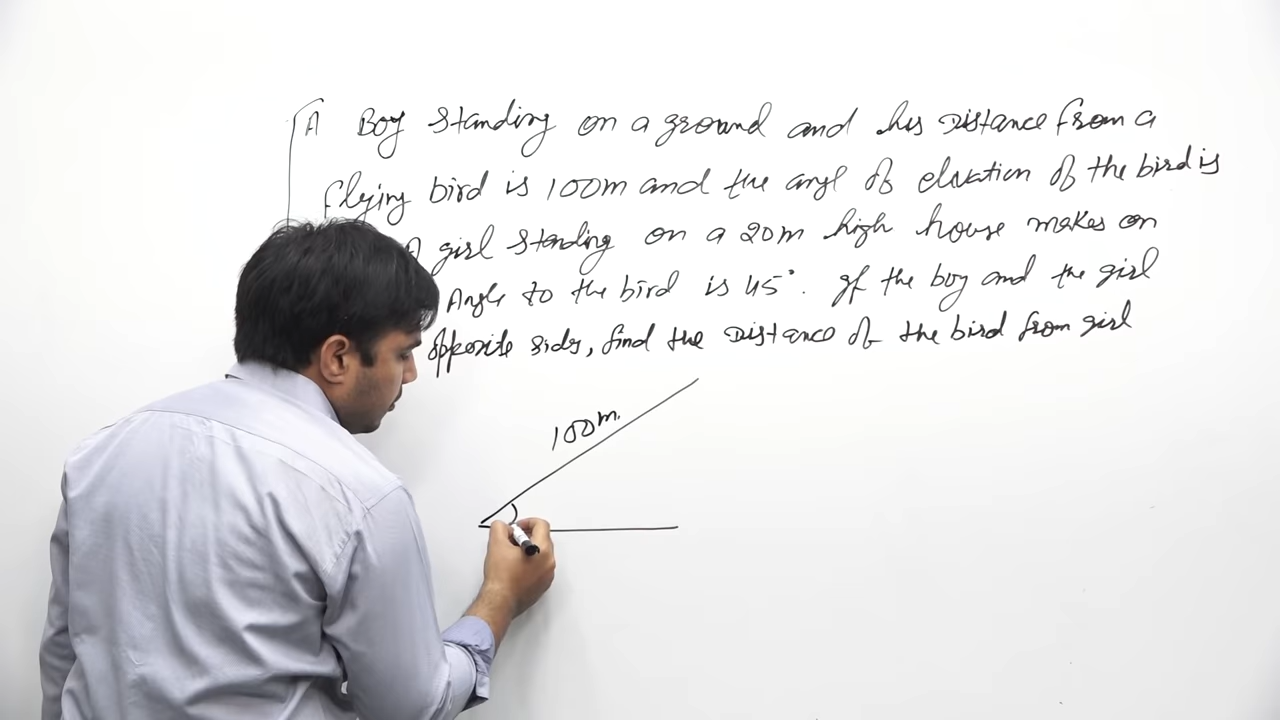 A Boy standing on a ground and his Distance from a
flying bird is 100m and the angl of elevation of the bird is
A girl standing on a 20m high house makes on
Angle to the bird is 45°. If the boy and the girl
opposite sids, find the Distance of the bird from girl
100m.